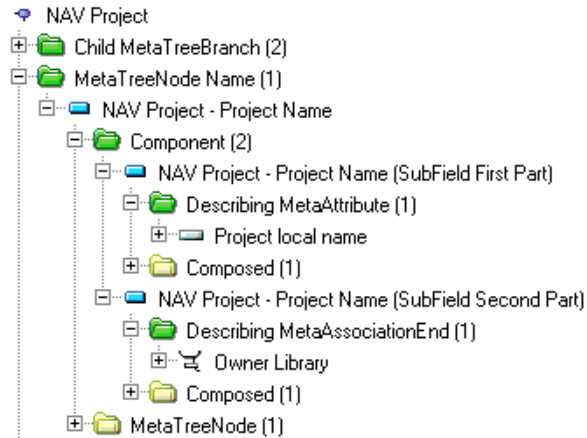 NAV Project
Child MetaTreeBranch (2)
MetaTreeNode Name (1)
NAV Project - Project Name
Component (2)
NAV Project - Project Name (SubField First Part)
Describing MetaAttribute (1)
Project local name
Composed (1)
NAV Project - Project Name (SubField Second Part)
Describing MetaAssociationEnd (1)
Owner Library
Composed (1)
MetaTreeNode (1)